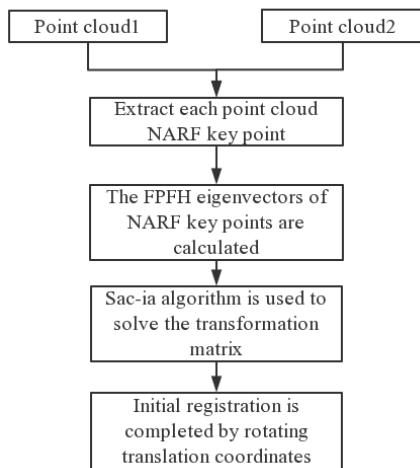 Point cloud1
Point cloud2
Extract each point cloud
NARF key point
The FPFH eigenvectors of
NARF key points are
calculated
Sac-ia algorithm is used to
solve the transformation
matrix
Initial registration is
completed by rotating
translation coordinates